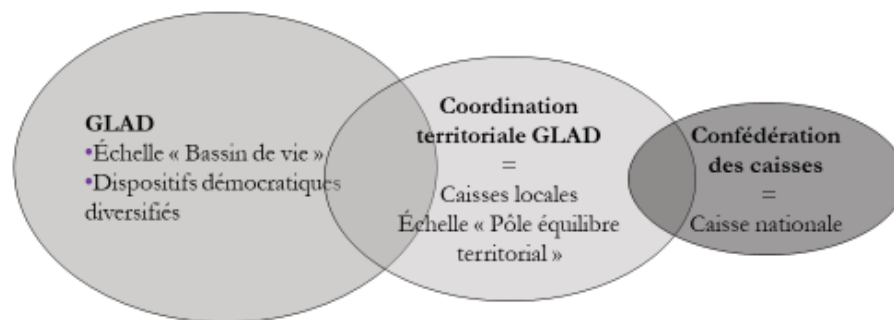 GLAD
•Échelle « Bassin de vie »
•Dispositifs démocratiques
diversifiés
Coordination
territoriale GLAD
=
Caisses locales
Échelle « Pôle équilibre
territorial »
Confédération
des caisses
=
Caisse nationale